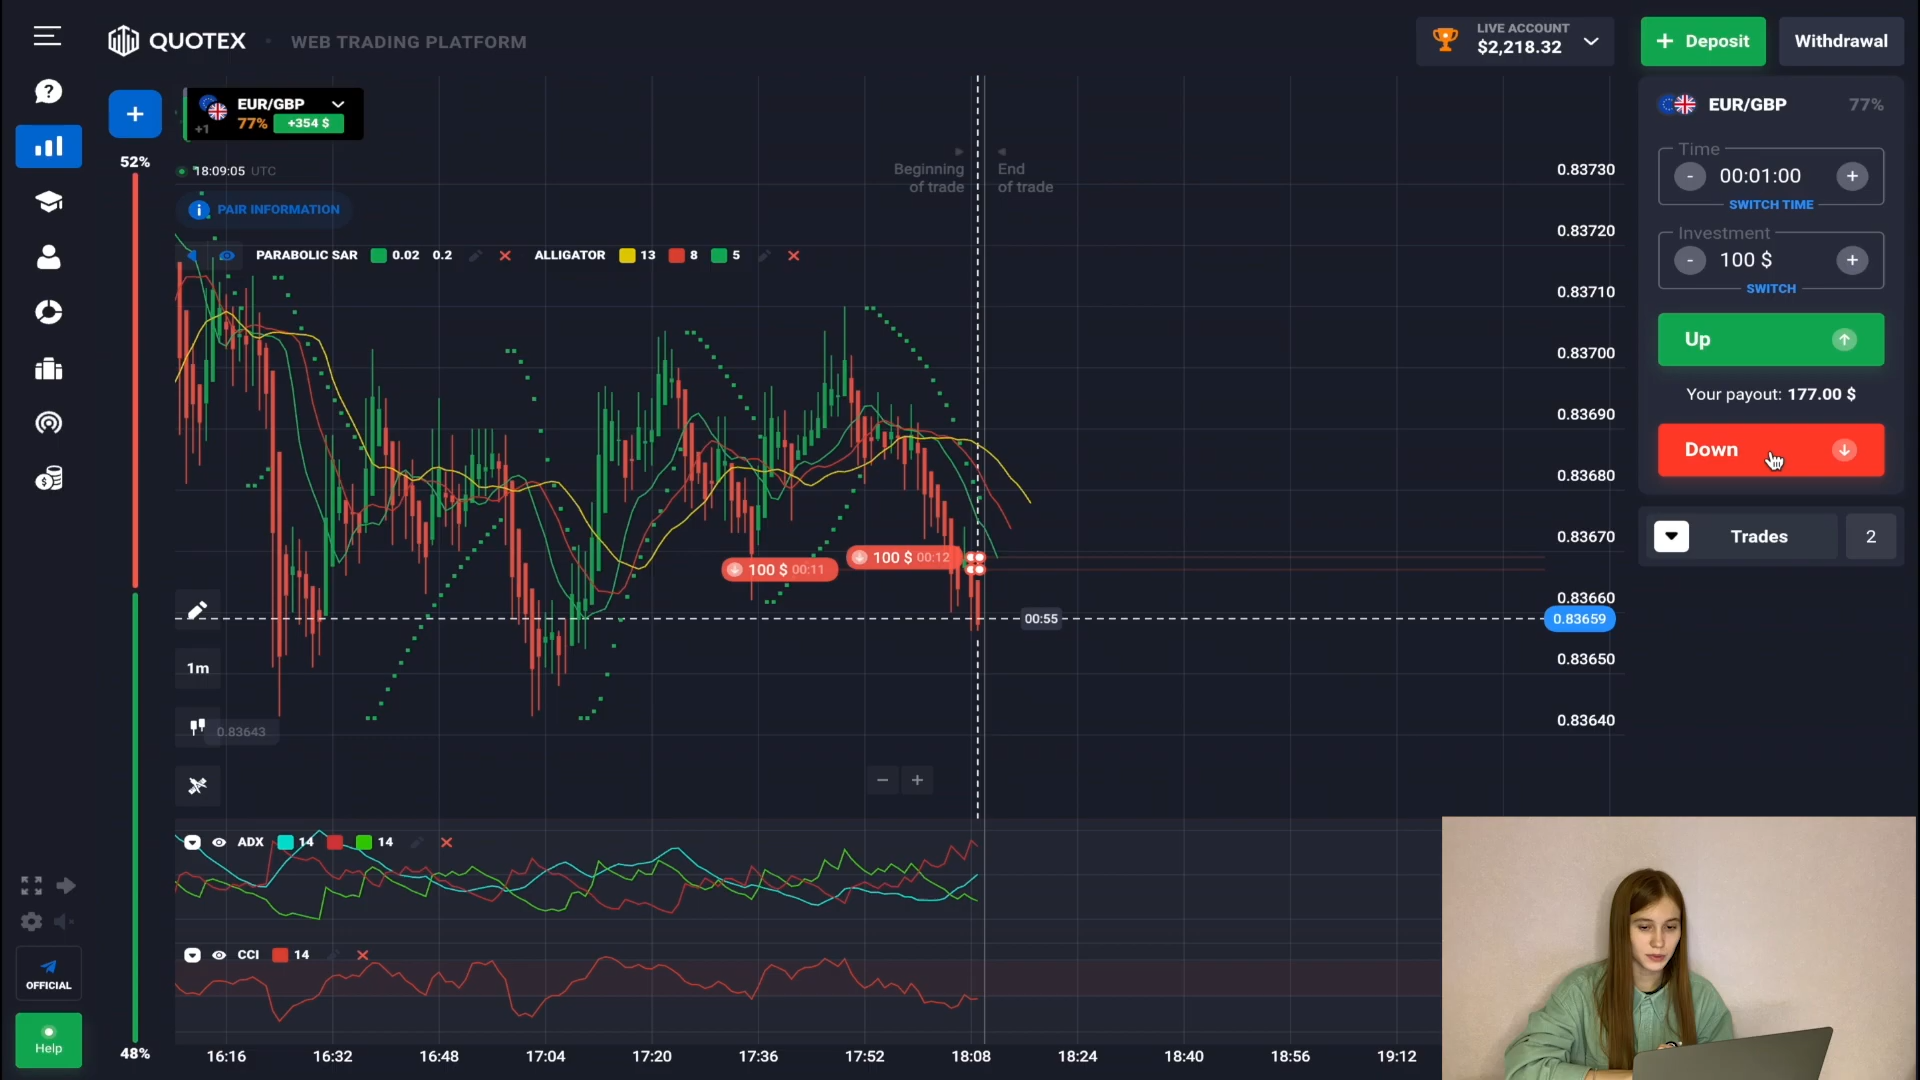 QUOTEX
WEB TRADING PLATFORM
LIVE ACCOUNT
$2,218.32
+ Deposit
Withdrawal
+
EUR/GBP
+1
77%
+354 $
52%
18:09:05 UTC
PAIR INFORMATION
Beginning
of trade
End
of trade
PARABOLIC SAR 0.02 0.2
ALLIGATOR 13 8 5
0.83730
0.83720
0.83710
0.83700
0.83690
0.83680
0.83670
0.83660
0.83659
0.83650
0.83640
EUR/GBP 77%
Time
- 00:01:00 +
SWITCH TIME
Investment
- 100 $ +
SWITCH
Up
Your payout: 177.00 $
Down
Trades 2
100 $ 00:11
100 $ 00:12
00:55
1m
0.83643
− +
ADX 14 14
CCI 14
OFFICIAL
Help
48%
16:16
16:32
16:48
17:04
17:20
17:36
17:52
18:08
18:24
18:40
18:56
19:12